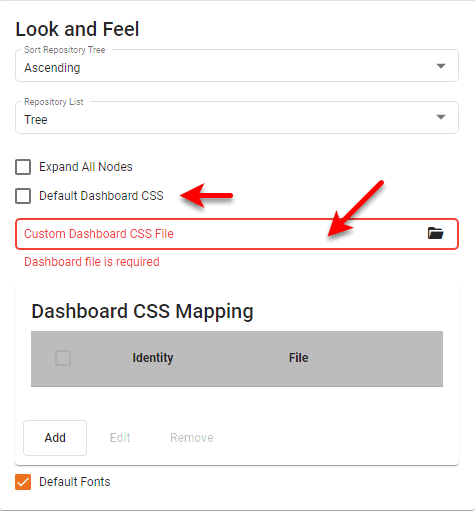 Look and Feel
Sort Repository Tree
Ascending
Repository List
Tree
Expand All Nodes
Default Dashboard CSS
Custom Dashboard CSS File
Dashboard file is required
Dashboard CSS Mapping
Identity File
Add Edit Remove
Default Fonts